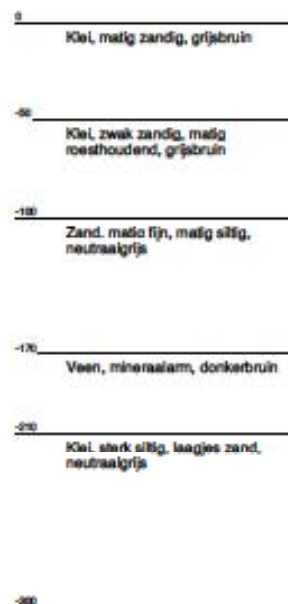 0
Klei, matig zandig, grijsbruin
-50
Klei, zwak zandig, matig
roesthoudend, grijsbruin
-100
Zand, matig fijn, matig siltig,
neutraalgrijs
-170
Veen, mineraalarm, donkerbruin
-210
Klei, sterk siltig, laagjes zand,
neutraalgrijs
-300